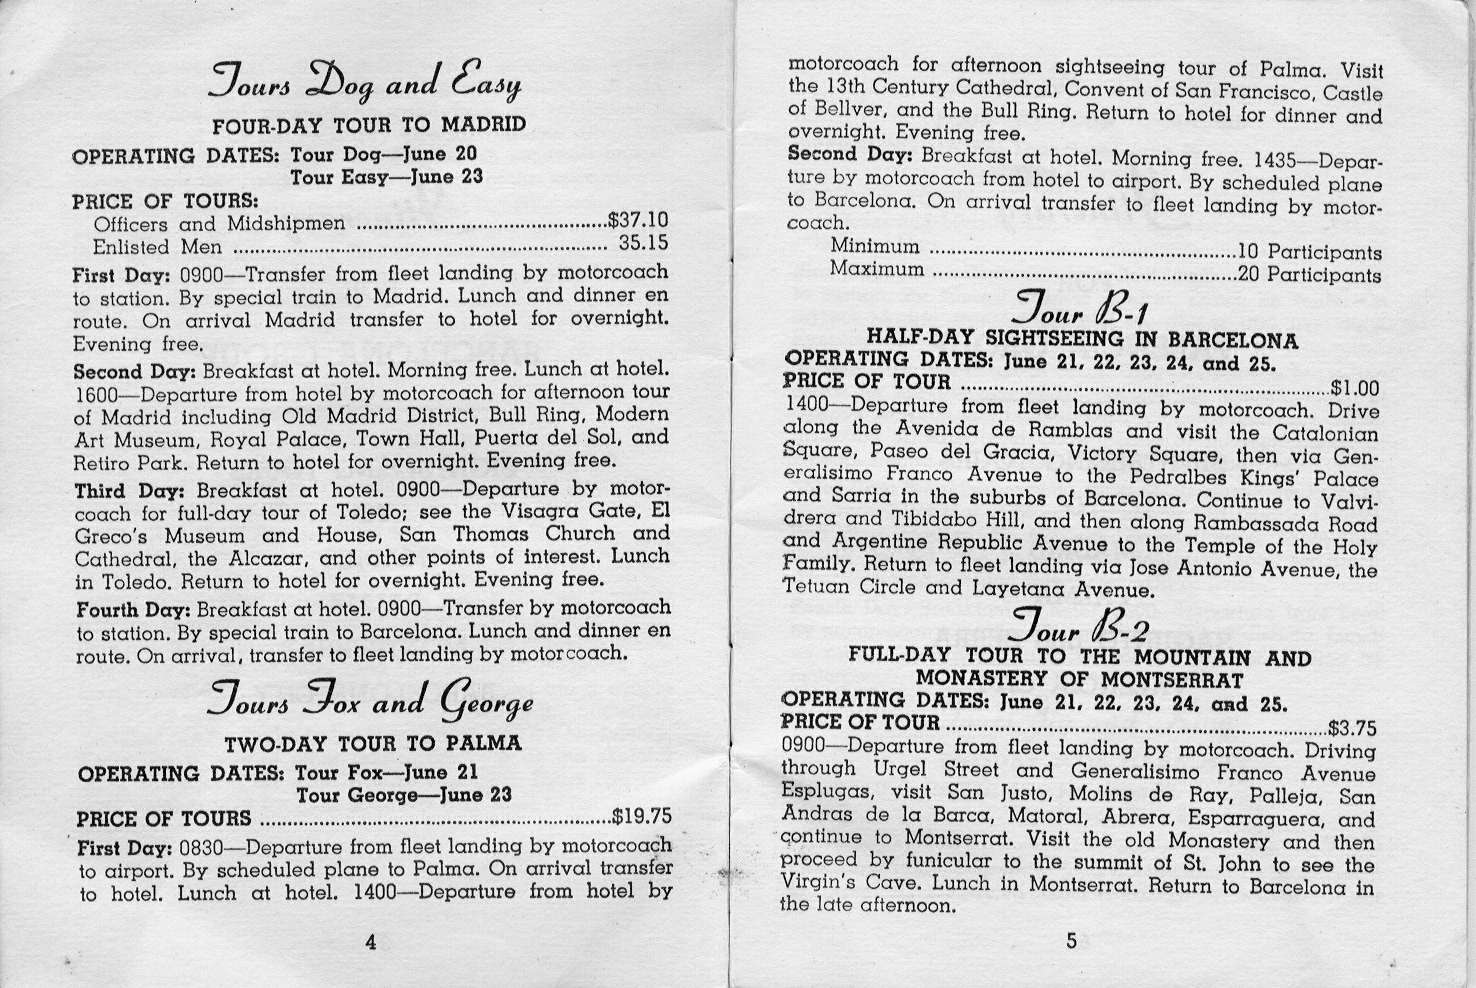 Tours Dog and Easy
FOUR-DAY TOUR TO MADRID
OPERATING DATES: Tour Dog—June 20
Tour Easy—June 23
PRICE OF TOURS:
Officers and Midshipmen .............................................$37.10
Enlisted Men ................................................................... 35.15
First Day: 0900—Transfer from fleet landing by motorcoach
to station. By special train to Madrid. Lunch and dinner en
route. On arrival Madrid transfer to hotel for overnight.
Evening free.
Second Day: Breakfast at hotel. Morning free. Lunch at hotel.
1600—Departure from hotel by motorcoach for afternoon tour
of Madrid including Old Madrid District, Bull Ring, Modern
Art Museum, Royal Palace, Town Hall, Puerta del Sol, and
Retiro Park. Return to hotel for overnight. Evening free.
Third Day: Breakfast at hotel. 0900—Departure by motor-
coach for full-day tour of Toledo; see the Visagra Gate, El
Greco's Museum and House, San Thomas Church and
Cathedral, the Alcazar, and other points of interest. Lunch
in Toledo. Return to hotel for overnight. Evening free.
Fourth Day: Breakfast at hotel. 0900—Transfer by motorcoach
to station. By special train to Barcelona. Lunch and dinner en
route. On arrival, transfer to fleet landing by motorcoach.
Tours Fox and George
TWO-DAY TOUR TO PALMA
OPERATING DATES: Tour Fox—June 21
Tour George—June 23
PRICE OF TOURS ................................................................$19.75
First Day: 0830—Departure from fleet landing by motorcoach
to airport. By scheduled plane to Palma. On arrival transfer
to hotel. Lunch at hotel. 1400—Departure from hotel by
4
motorcoach for afternoon sightseeing tour of Palma. Visit
the 13th Century Cathedral, Convent of San Francisco, Castle
of Bellver, and the Bull Ring. Return to hotel for dinner and
overnight. Evening free.
Second Day: Breakfast at hotel. Morning free. 1435—Depar-
ture by motorcoach from hotel to airport. By scheduled plane
to Barcelona. On arrival transfer to fleet landing by motor-
coach.
Minimum .......................................................10 Participants
Maximum .......................................................20 Participants
Tour B-1
HALF-DAY SIGHTSEEING IN BARCELONA
OPERATING DATES: June 21, 22, 23, 24, and 25.
PRICE OF TOUR ...................................................................$1.00
1400—Departure from fleet landing by motorcoach. Drive
along the Avenida de Ramblas and visit the Catalonian
Square, Paseo del Gracia, Victory Square, then via Gen-
eralisimo Franco Avenue to the Pedralbes Kings' Palace
and Sarria in the suburbs of Barcelona. Continue to Valvi-
drera and Tibidabo Hill, and then along Rambassada Road
and Argentine Republic Avenue to the Temple of the Holy
Family. Return to fleet landing via Jose Antonio Avenue, the
Tetuan Circle and Layetana Avenue.
Tour B-2
FULL-DAY TOUR TO THE MOUNTAIN AND
MONASTERY OF MONTSERRAT
OPERATING DATES: June 21, 22, 23, 24, and 25.
PRICE OF TOUR .....................................................................$3.75
0900—Departure from fleet landing by motorcoach. Driving
through Urgel Street and Generalisimo Franco Avenue
Esplugas, visit San Justo, Molins de Ray, Palleja, San
Andras de la Barca, Matoral, Abrera, Esparraguera, and
continue to Montserrat. Visit the old Monastery and then
proceed by funicular to the summit of St. John to see the
Virgin's Cave. Lunch in Montserrat. Return to Barcelona in
the late afternoon.
5